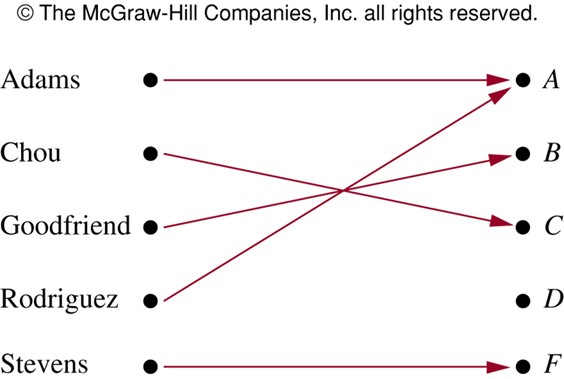 © The McGraw-Hill Companies, Inc. all rights reserved.
Adams A
Chou B
Goodfriend C
Rodriguez D
Stevens F